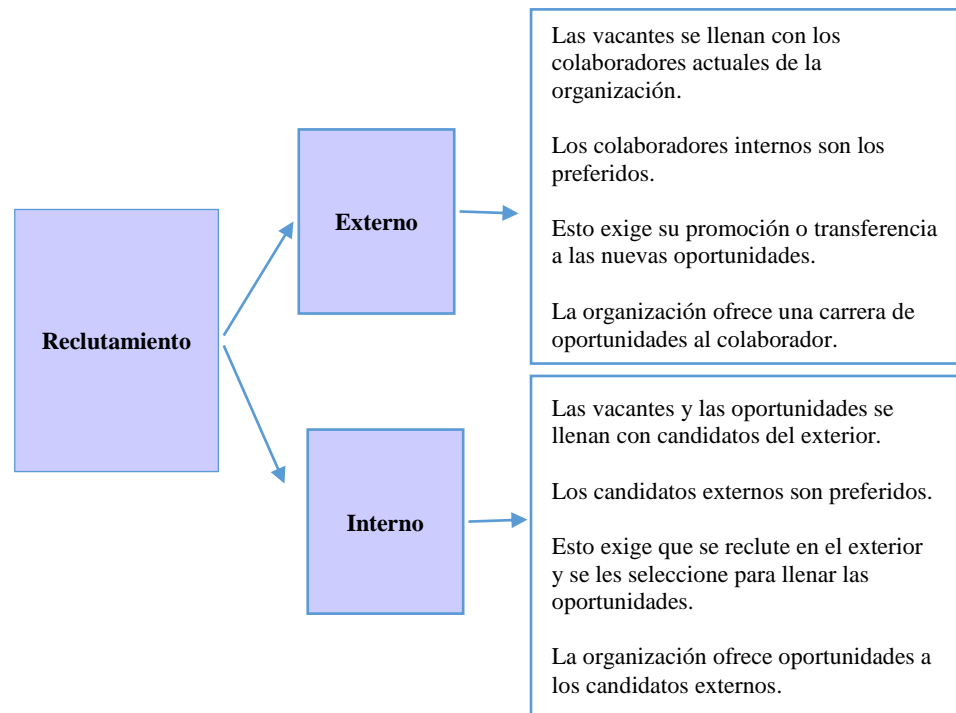 Reclutamiento
Externo
Las vacantes se llenan con los
colaboradores actuales de la
organización.
Los colaboradores internos son los
preferidos.
Esto exige su promoción o transferencia
a las nuevas oportunidades.
La organización ofrece una carrera de
oportunidades al colaborador.
Interno
Las vacantes y las oportunidades se
llenan con candidatos del exterior.
Los candidatos externos son preferidos.
Esto exige que se reclute en el exterior
y se les seleccione para llenar las
oportunidades.
La organización ofrece oportunidades a
los candidatos externos.